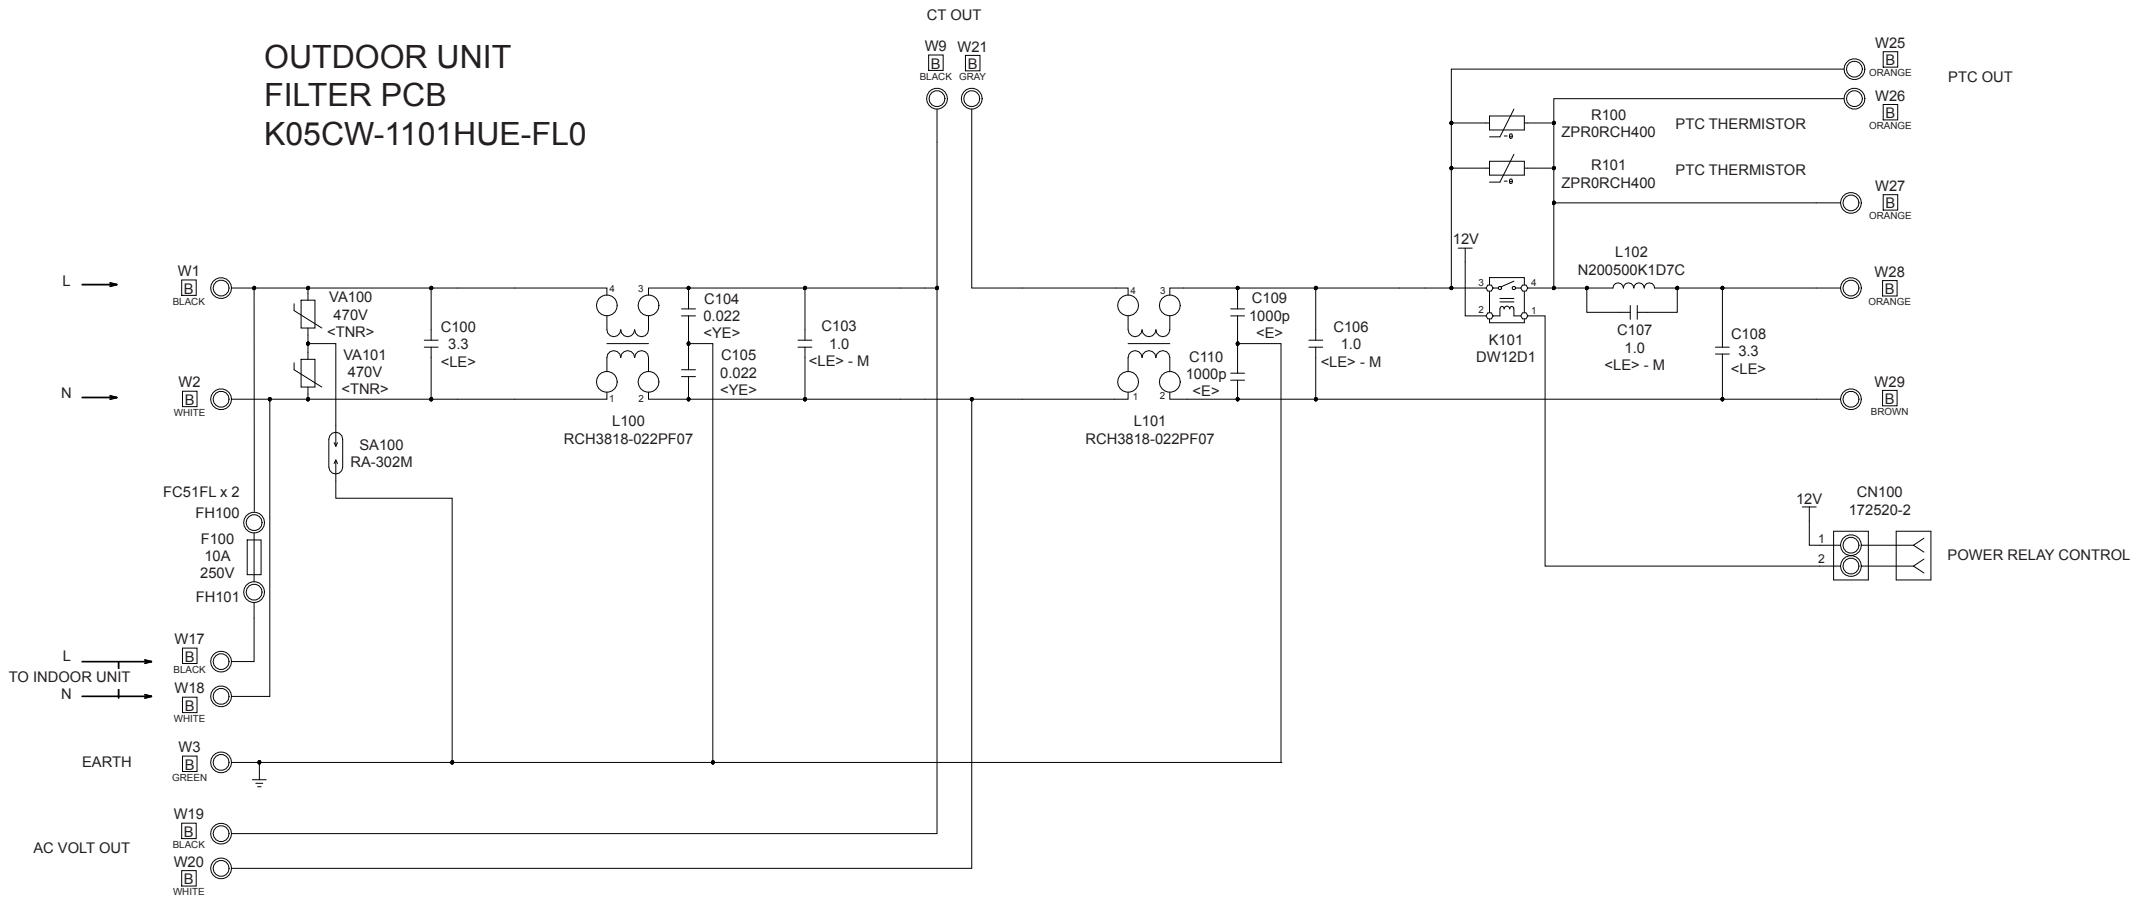 CT OUT
OUTDOOR UNIT
FILTER PCB
K05CW-1101HUE-FL0
W9
B
BLACK
W21
B
GRAY
W25
B
ORANGE
PTC OUT
W26
B
ORANGE
R100
ZPR0RCH400
PTC THERMISTOR
-θ
R101
ZPR0RCH400
PTC THERMISTOR
-θ
W27
B
ORANGE
L
W1
B
BLACK
VA100
470V
<TNR>
VA101
470V
<TNR>
C100
3.3
<LE>
4
3
1
2
L100
RCH3818-022PF07
C104
0.022
<YE>
C105
0.022
<YE>
C103
1.0
<LE> - M
4
3
1
2
L101
RCH3818-022PF07
C109
1000p
<E>
C110
1000p
<E>
C106
1.0
<LE> - M
12V
3
4
2
1
K101
DW12D1
L102
N200500K1D7C
C107
1.0
<LE> - M
C108
3.3
<LE>
W28
B
ORANGE
N
W2
B
WHITE
W29
B
BROWN
SA100
RA-302M
FC51FL x 2
FH100
F100
10A
250V
FH101
12V
CN100
172520-2
1
2
POWER RELAY CONTROL
L
W17
B
BLACK
TO INDOOR UNIT
N
W18
B
WHITE
EARTH
W3
B
GREEN
AC VOLT OUT
W19
B
BLACK
W20
B
WHITE